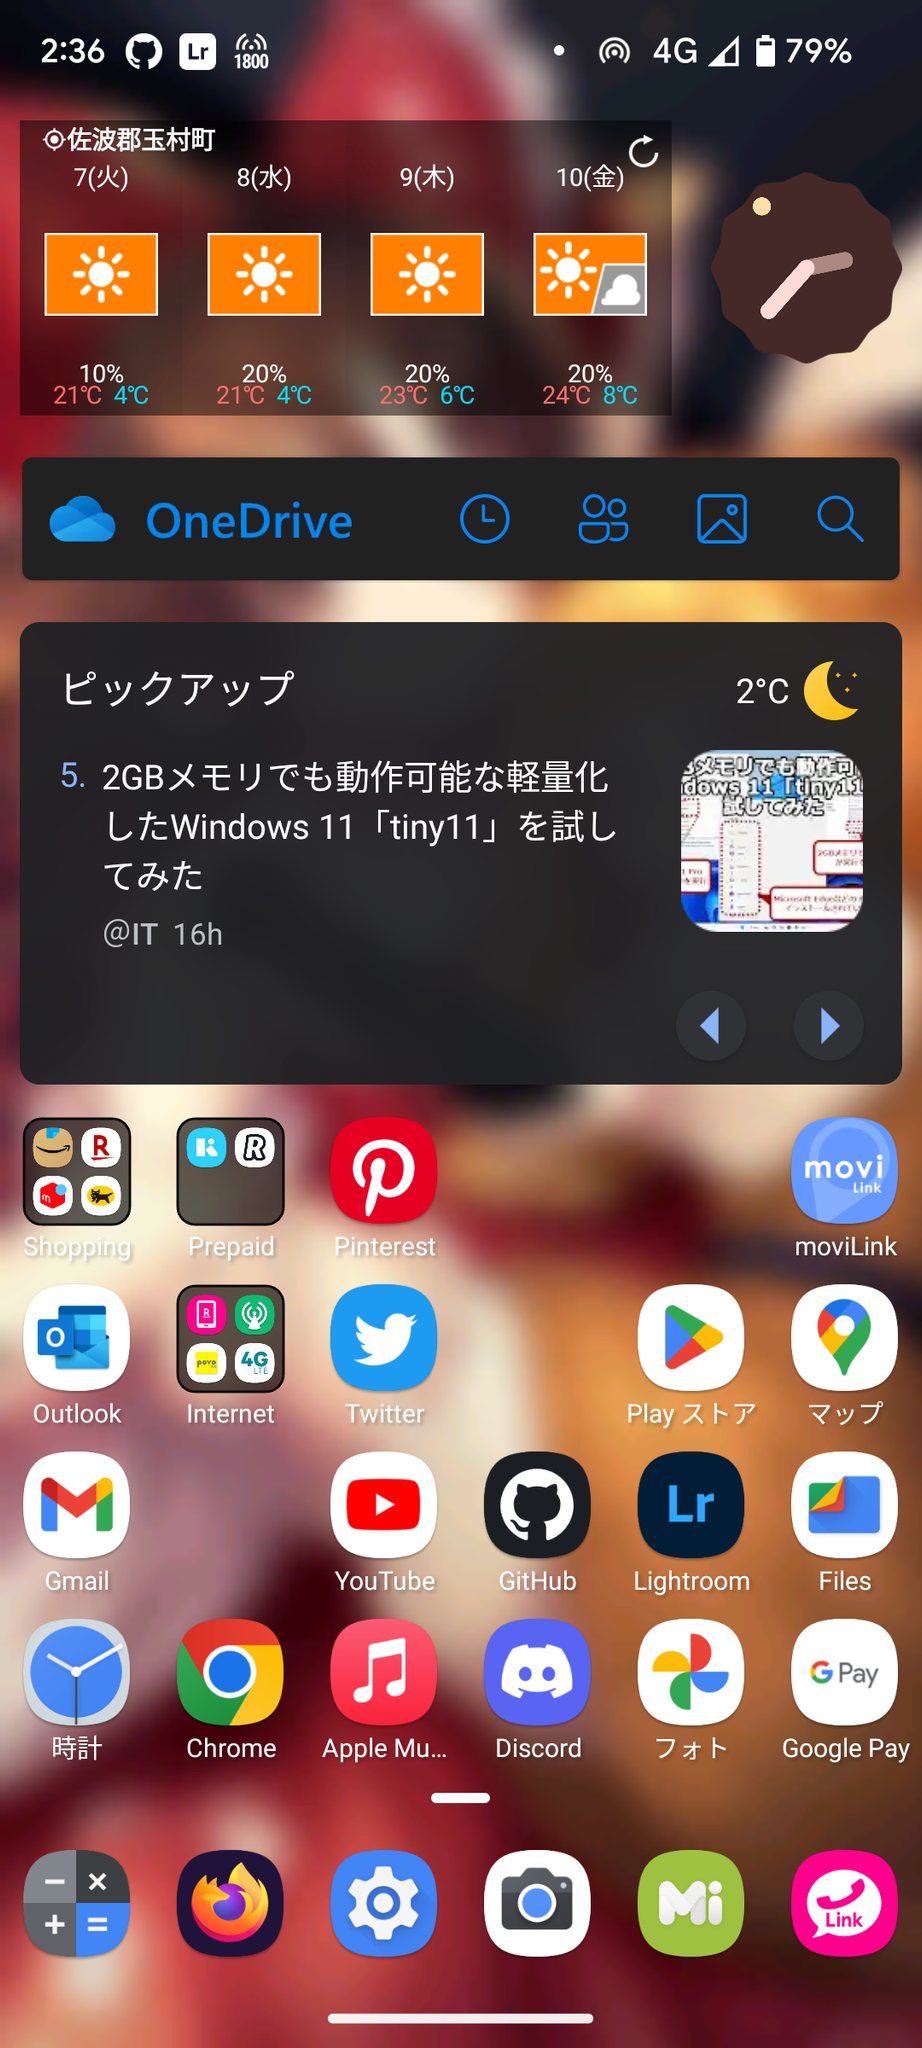 2:36 Lr 1800 4G 79%
佐波郡玉村町
7(火) 8(水) 9(木) 10(金)
10% 20% 20% 20%
21℃ 4℃ 21℃ 4℃ 23℃ 6℃ 24℃ 8℃
OneDrive
ピックアップ 2°C
5. 2GBメモリでも動作可能な軽量化
したWindows 11「tiny11」を試し
てみた
@IT 16h
movi
Link
Shopping Prepaid Pinterest moviLink
povo
4G
LTE
Outlook Internet Twitter Play ストア マップ
Lr
Gmail YouTube GitHub Lightroom Files
G Pay
時計 Chrome Apple Mu... Discord フォト Google Pay
Mi
Link